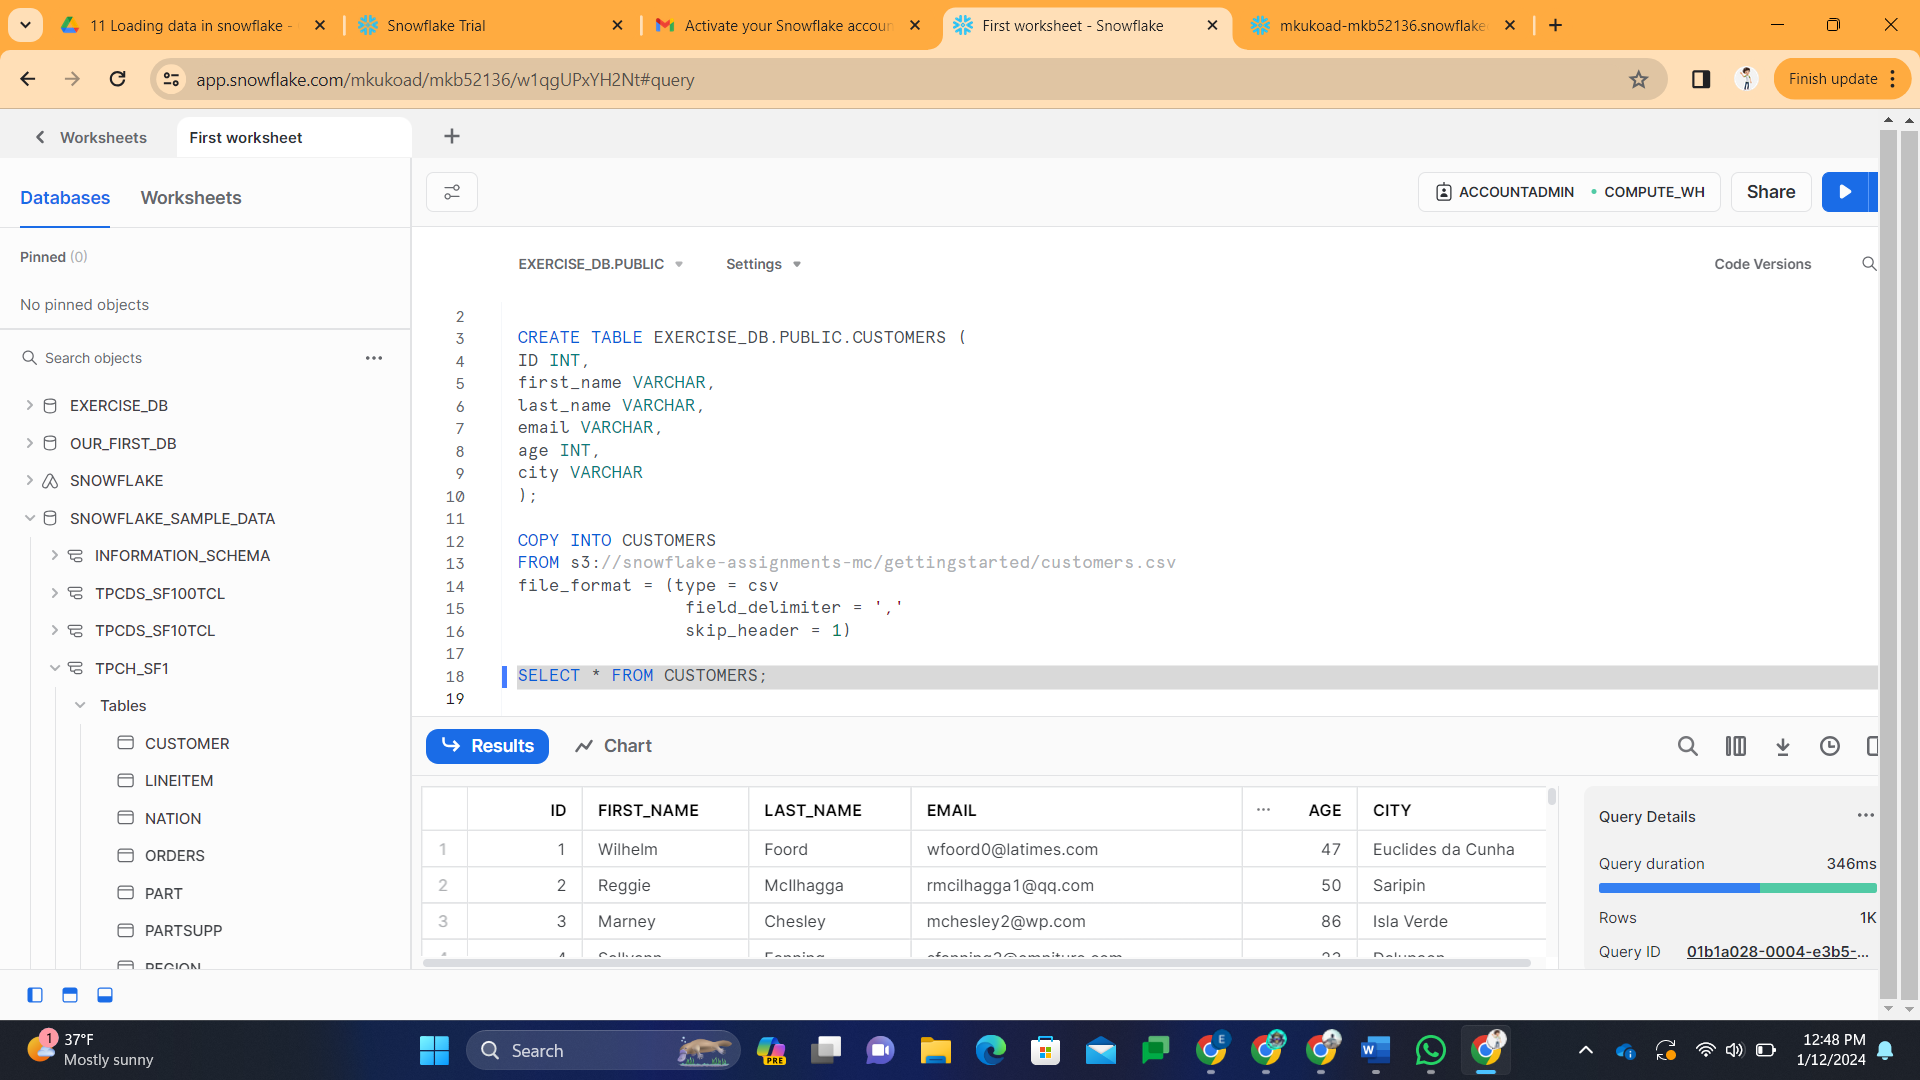 11 Loading data in snowflake -
Snowflake Trial
Activate your Snowflake accoun
First worksheet - Snowflake
mkukoad-mkb52136.snowflake
app.snowflake.com/mkukoad/mkb52136/w1qgUPxYH2Nt#query
Finish update
Worksheets
First worksheet
Databases
Worksheets
ACCOUNTADMIN
COMPUTE_WH
Share
Pinned (0)
No pinned objects
Search objects
EXERCISE_DB
OUR_FIRST_DB
SNOWFLAKE
SNOWFLAKE_SAMPLE_DATA
INFORMATION_SCHEMA
TPCDS_SF100TCL
TPCDS_SF10TCL
TPCH_SF1
Tables
CUSTOMER
LINEITEM
NATION
ORDERS
PART
PARTSUPP
REGION
EXERCISE_DB.PUBLIC
Settings
Code Versions
2
3 CREATE TABLE EXERCISE_DB.PUBLIC.CUSTOMERS (
4 ID INT,
5 first_name VARCHAR,
6 last_name VARCHAR,
7 email VARCHAR,
8 age INT,
9 city VARCHAR
10 );
11
12 COPY INTO CUSTOMERS
13 FROM s3://snowflake-assignments-mc/gettingstarted/customers.csv
14 file_format = (type = csv
15 field_delimiter = ','
16 skip_header = 1)
17
18 SELECT * FROM CUSTOMERS;
19
Results
Chart
ID FIRST_NAME LAST_NAME EMAIL ... AGE CITY
1 1 Wilhelm Foord wfoord0@latimes.com 47 Euclides da Cunha
2 2 Reggie McIlhagga rmcilhagga1@qq.com 50 Saripin
3 3 Marney Chesley mchesley2@wp.com 86 Isla Verde
Query Details
Query duration 346ms
Rows 1K
Query ID 01b1a028-0004-e3b5-...
1
37°F
Mostly sunny
Search
PRE
E
12:48 PM
1/12/2024